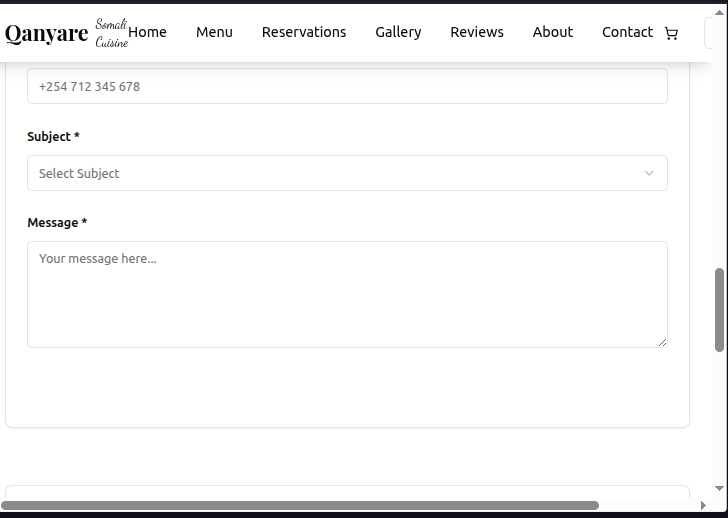 Qanyare Somali Cuisine Home Menu Reservations Gallery Reviews About Contact
+254 712 345 678
Subject *
Select Subject
Message *
Your message here...